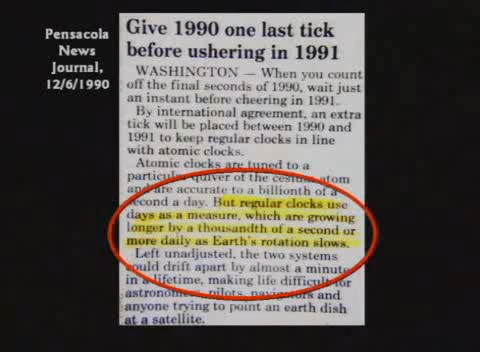 Pensacola
News
Journal,
12/6/1990
Give 1990 one last tick
before ushering in 1991
WASHINGTON — When you count
off the final seconds of 1990, wait just
an instant before cheering in 1991.
By international agreement, an extra
tick will be placed between 1990 and
1991 to keep regular clocks in line
with atomic clocks.
Atomic clocks are tuned to a
particular quiver of the cesium atom
and are accurate to a billionth of a
second a day. But regular clocks use
days as a measure, which are growing
longer by a thousandth of a second or
more daily as Earth's rotation slows.
Left unadjusted, the two systems
could drift apart by almost a minute
in a lifetime, making life difficult for
astronomers, pilots, navigators and
anyone trying to point an earth dish
at a satellite.